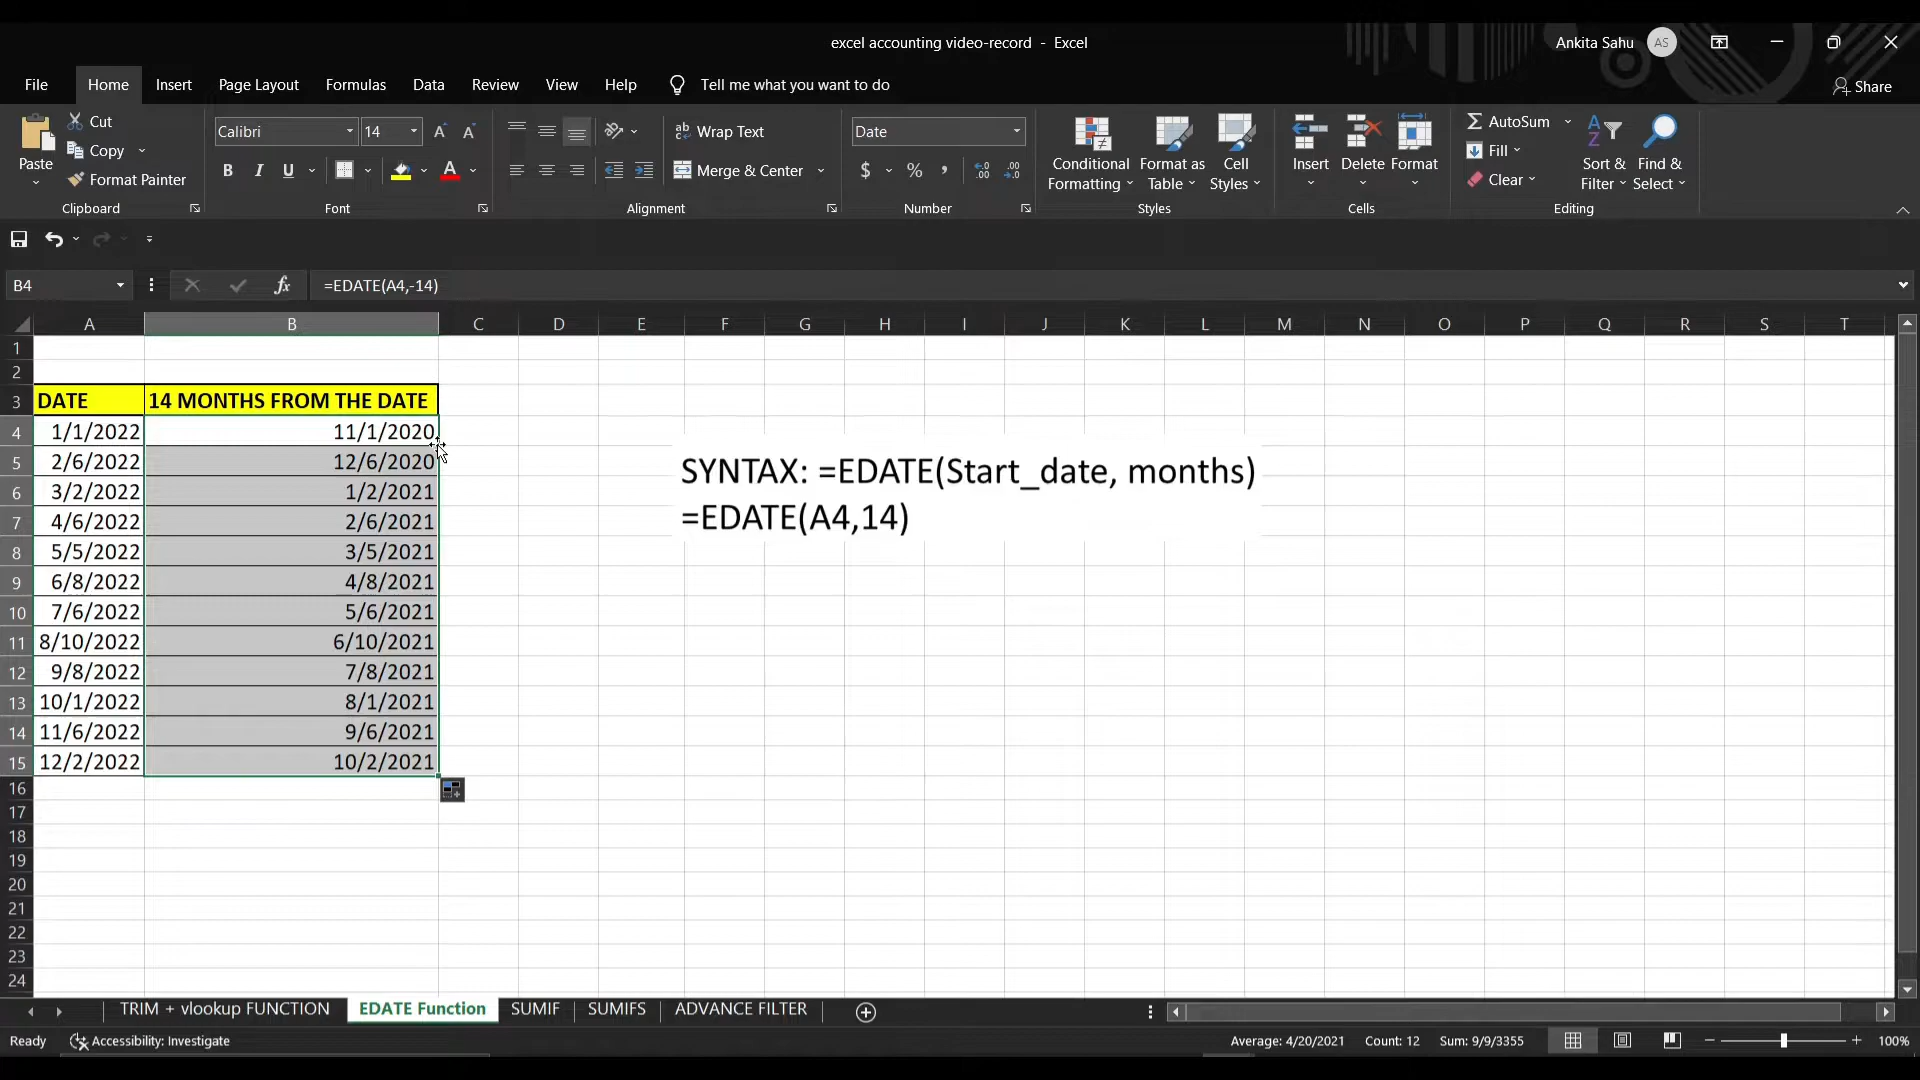 excel accounting video-record - Excel
Ankita Sahu AS
File Home Insert Page Layout Formulas Data Review View Help Tell me what you want to do
Share
Paste
Cut
Copy
Format Painter
Clipboard
Calibri 14
B I U
Font
ab Wrap Text
Merge & Center
Alignment
Date
$ % ,
Number
Conditional Formatting
Format as Table
Cell Styles
Styles
Insert Delete Format
Cells
AutoSum
Fill
Clear
Sort & Filter
Find & Select
Editing
B4 fx =EDATE(A4,-14)
A B C D E F G H I J K L M N O P Q R S T
1
2
3 DATE 14 MONTHS FROM THE DATE
4 1/1/2022 11/1/2020
5 2/6/2022 12/6/2020
6 3/2/2022 1/2/2021
7 4/6/2022 2/6/2021
8 5/5/2022 3/5/2021
9 6/8/2022 4/8/2021
10 7/6/2022 5/6/2021
11 8/10/2022 6/10/2021
12 9/8/2022 7/8/2021
13 10/1/2022 8/1/2021
14 11/6/2022 9/6/2021
15 12/2/2022 10/2/2021
16
17
18
19
20
21
22
23
24
SYNTAX: =EDATE(Start_date, months)
=EDATE(A4,14)
TRIM + vlookup FUNCTION EDATE Function SUMIF SUMIFS ADVANCE FILTER
Ready Accessibility: Investigate Average: 4/20/2021 Count: 12 Sum: 9/9/3355 100%